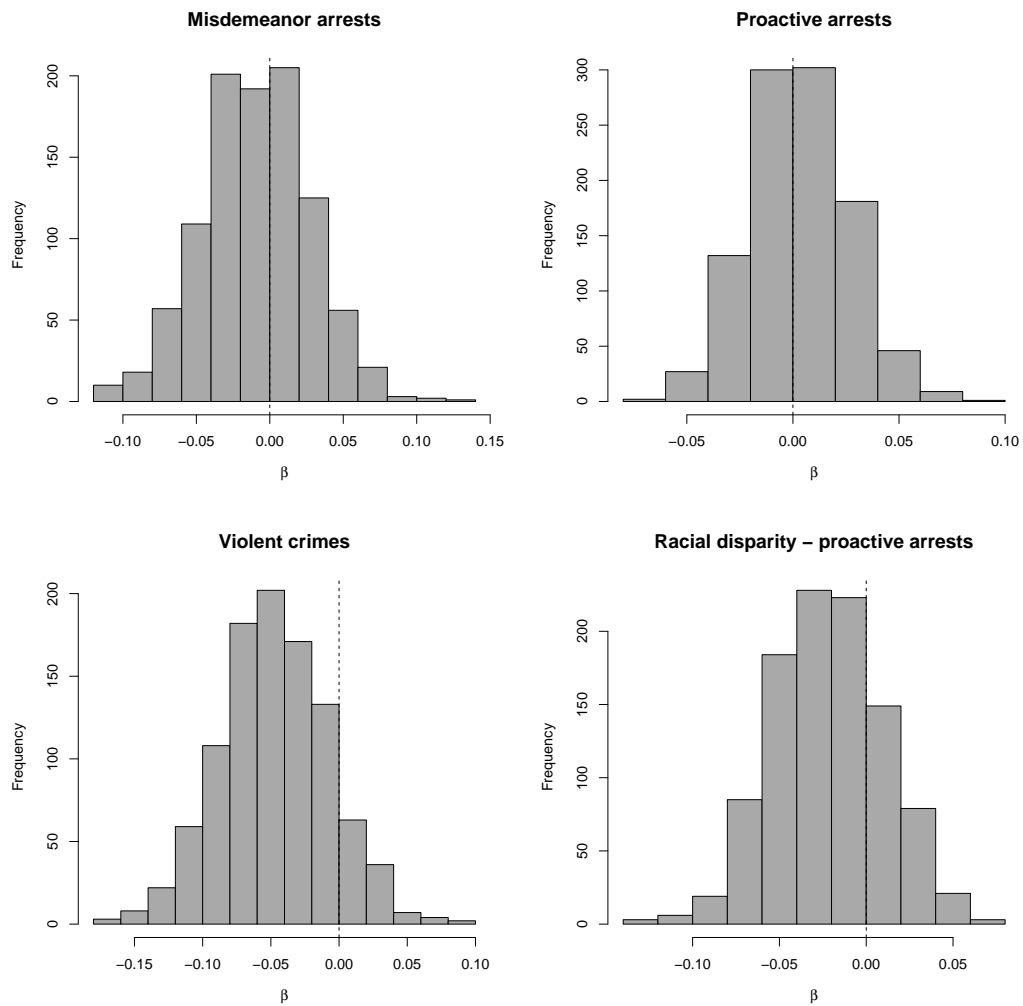 Misdemeanor arrests
Frequency
200
150
100
50
0
−0.10 −0.05 0.00 0.05 0.10 0.15
β
Proactive arrests
Frequency
300
250
200
150
100
50
0
−0.05 0.00 0.05 0.10
β
Violent crimes
Frequency
200
150
100
50
0
−0.15 −0.10 −0.05 0.00 0.05 0.10
β
Racial disparity − proactive arrests
Frequency
200
150
100
50
0
−0.10 −0.05 0.00 0.05
β